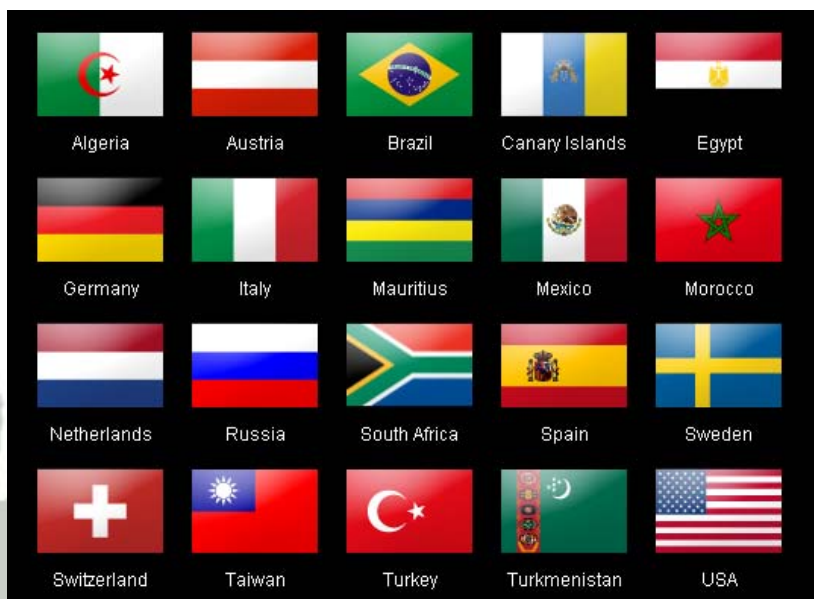 Algeria Austria Brazil Canary Islands Egypt
Germany Italy Mauritius Mexico Morocco
Netherlands Russia South Africa Spain Sweden
Switzerland Taiwan Turkey Turkmenistan USA